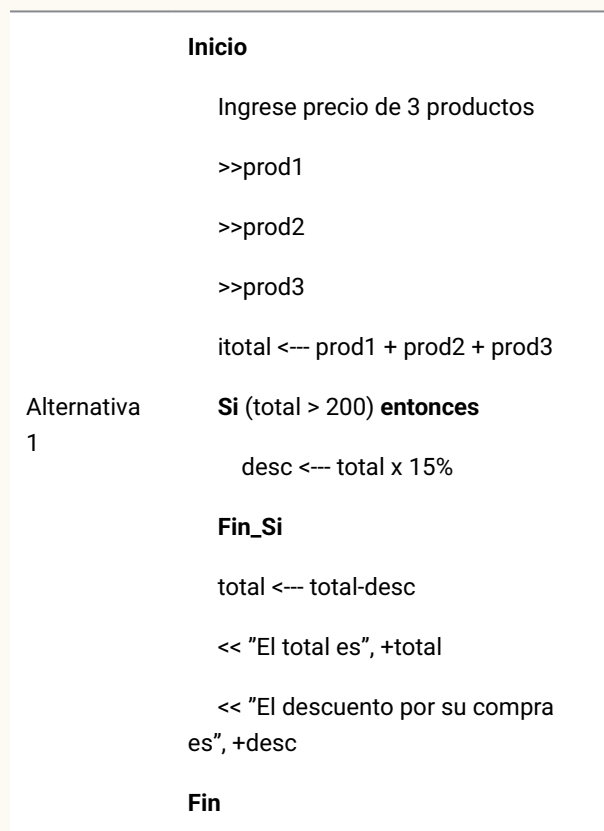 Inicio
Ingrese precio de 3 productos
>>prod1
>>prod2
>>prod3
itotal <--- prod1 + prod2 + prod3
Alternativa
1
Si (total > 200) entonces
desc <--- total x 15%
Fin_Si
total <--- total-desc
<< ”El total es”, +total
<< ”El descuento por su compra
es”, +desc
Fin